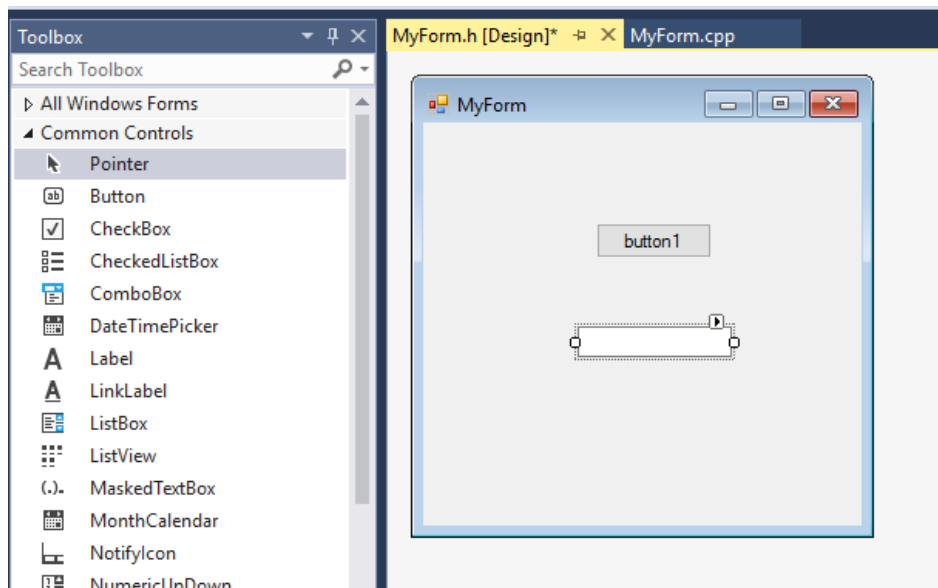 Toolbox
Search Toolbox
All Windows Forms
Common Controls
Pointer
Button
CheckBox
CheckedListBox
ComboBox
DateTimePicker
Label
LinkLabel
ListBox
ListView
MaskedTextBox
MonthCalendar
NotifyIcon
NumericUpDown
MyForm.h [Design]* MyForm.cpp
MyForm
button1